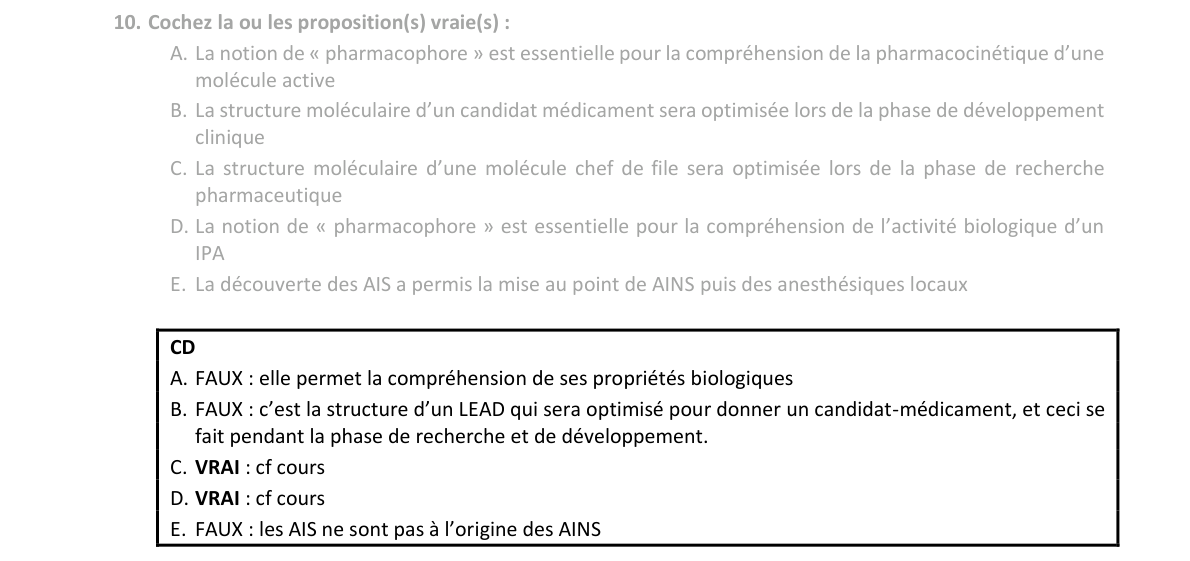 10. Cochez la ou les proposition(s) vraie(s) :
A. La notion de « pharmacophore » est essentielle pour la compréhension de la pharmacocinétique d’une
molécule active
B. La structure moléculaire d’un candidat médicament sera optimisée lors de la phase de développement
clinique
C. La structure moléculaire d’une molécule chef de file sera optimisée lors de la phase de recherche
pharmaceutique
D. La notion de « pharmacophore » est essentielle pour la compréhension de l’activité biologique d’un
IPA
E. La découverte des AIS a permis la mise au point de AINS puis des anesthésiques locaux
CD
A. FAUX : elle permet la compréhension de ses propriétés biologiques
B. FAUX : c’est la structure d’un LEAD qui sera optimisé pour donner un candidat-médicament, et ceci se
fait pendant la phase de recherche et de développement.
C. VRAI : cf cours
D. VRAI : cf cours
E. FAUX : les AIS ne sont pas à l’origine des AINS